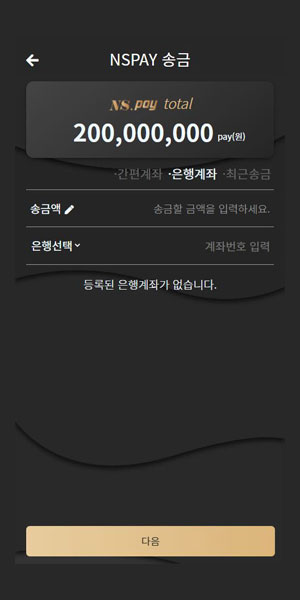 NSPAY 송금
NS.pay total
200,000,000 pay(원)
·간편계좌 ·은행계좌 ·최근송금
송금액 송금할 금액을 입력하세요.
은행선택 계좌번호 입력
등록된 은행계좌가 없습니다.
다음